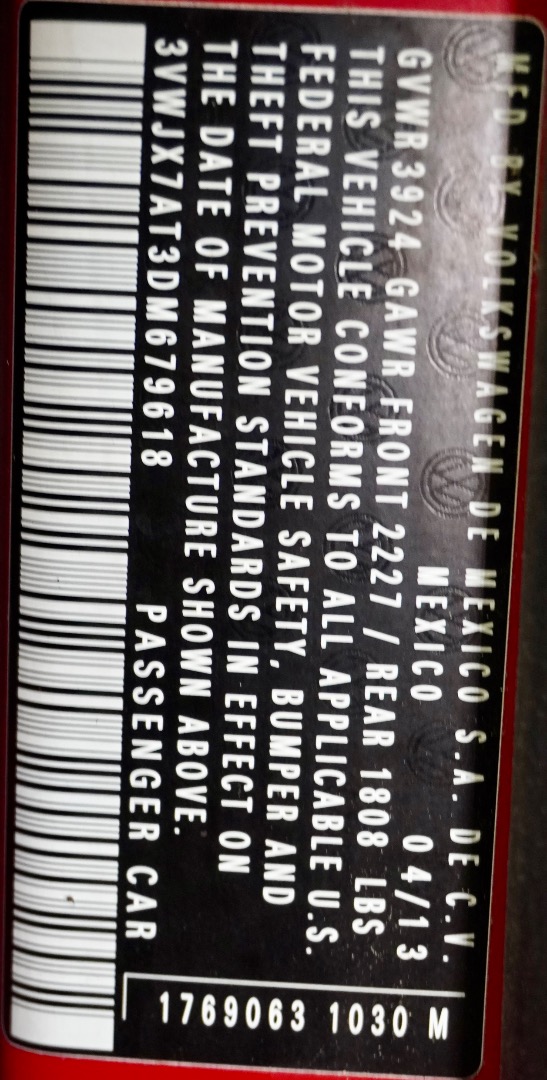 MFD BY VOLKSWAGEN DE MEXICO S.A. DE C.V.
MEXICO 04/13
GVWR3924 GAWR FRONT 2227 / REAR 1808 LBS
THIS VEHICLE CONFORMS TO ALL APPLICABLE U.S.
FEDERAL MOTOR VEHICLE SAFETY, BUMPER AND
THEFT PREVENTION STANDARDS IN EFFECT ON
THE DATE OF MANUFACTURE SHOWN ABOVE.
3VWJX7AT3DM679618 PASSENGER CAR
1769063 1030 M